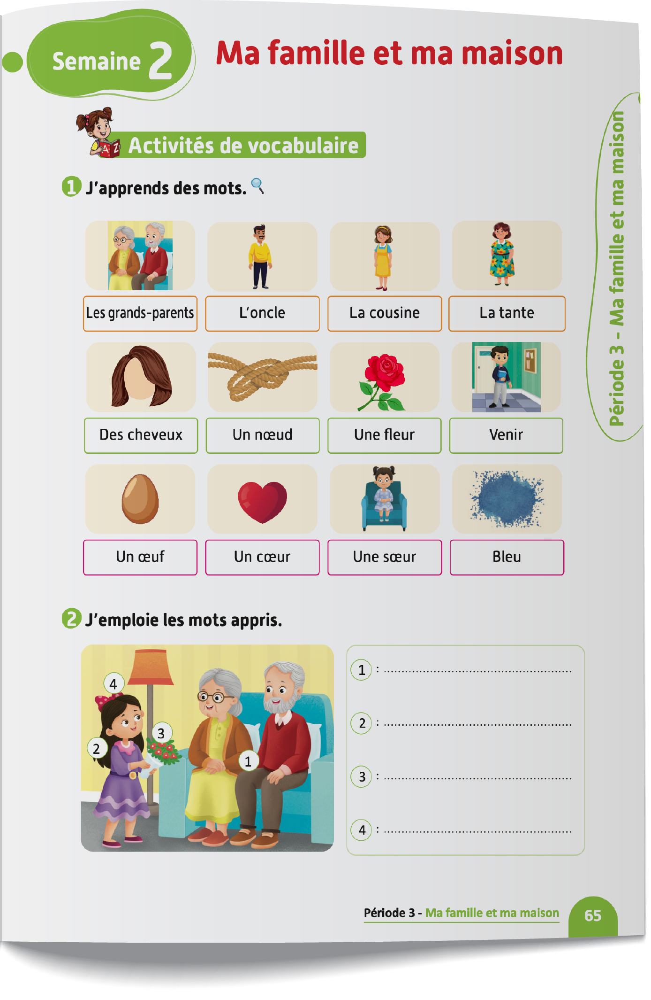 Semaine 2
Ma famille et ma maison
Période 3 - Ma famille et ma maison
A Z
Activités de vocabulaire
1 J'apprends des mots.
Les grands-parents
L'oncle
La cousine
La tante
Des cheveux
Un nœud
Une fleur
Venir
Un œuf
Un cœur
Une sœur
Bleu
2 J'emploie les mots appris.
4
3
2
1
1 : ................................................
2 : ................................................
3 : ................................................
4 : ................................................
Période 3 - Ma famille et ma maison
65